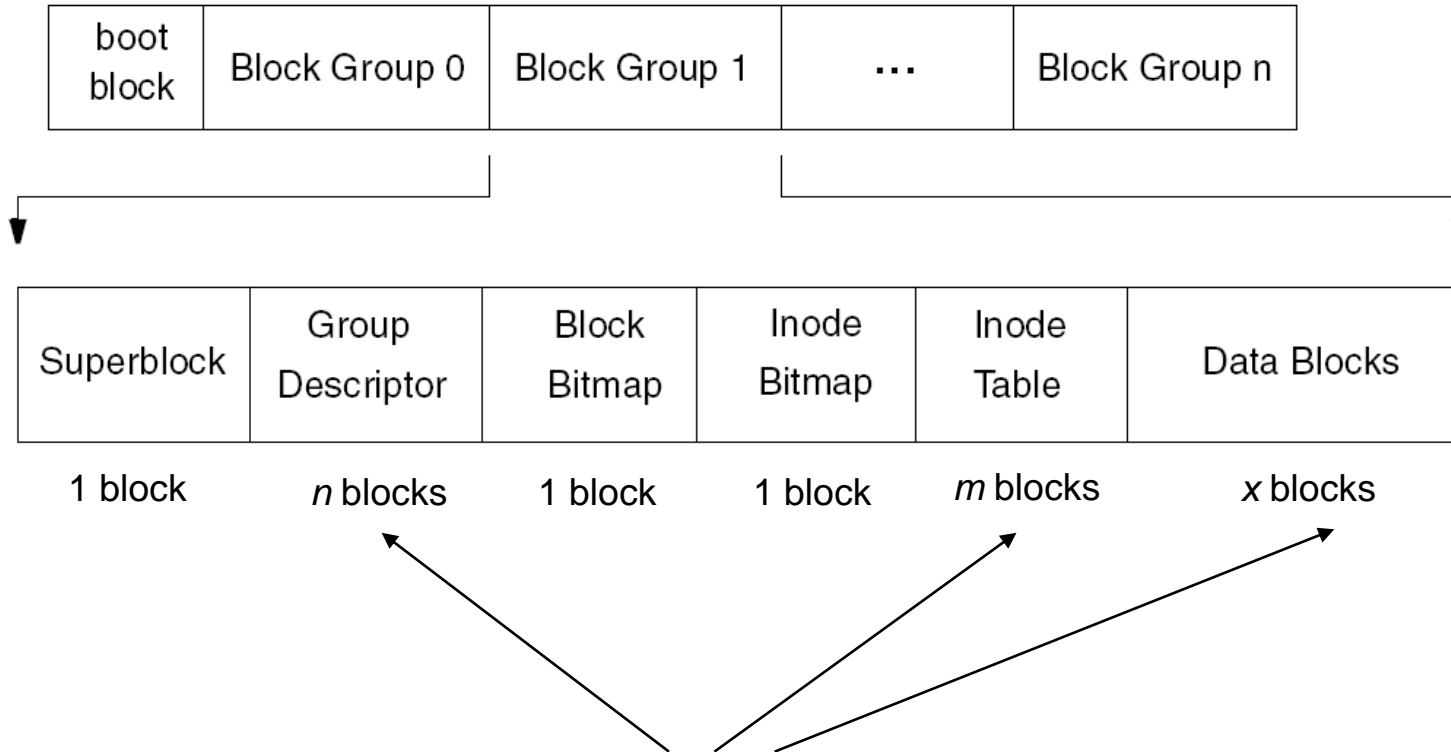 boot
block
Block Group 0
Block Group 1
...
Block Group n
Superblock
Group
Descriptor
Block
Bitmap
Inode
Bitmap
Inode
Table
Data Blocks
1 block
n blocks
1 block
1 block
m blocks
x blocks